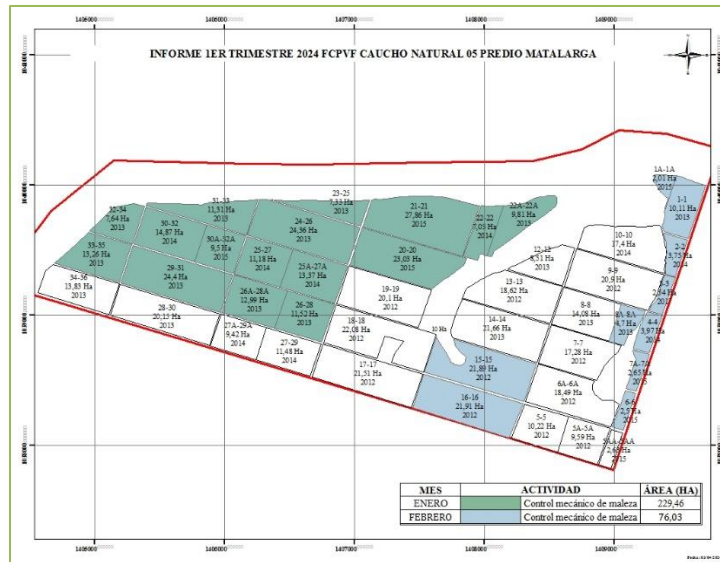 1405000
1406000
1407000
1408000
1409000
INFORME 1ER TRIMESTRE 2024 FCPVF CAUCHO NATURAL 05 PREDIO MATALARGA
1A-1A
2,01 Ha
2015
1-1
10,11 Ha
2013
2-2
3,75 Ha
2014
4-4
3,97 Ha
2015
7A-7A
2,65 Ha
2015
6-6
2015
10-10
17,4 Ha
2014
9-9
20,9 Ha
2012
8-8
14,08 Ha
2013
8A-8A
4,7 Ha
2013
7-7
17,28 Ha
2012
6A-6A
18,49 Ha
2012
5-5
10,22 Ha
2012
5A-5A
9,59 Ha
2012
12-12
8,51 Ha
2013
13-13
18,62 Ha
2012
14-14
21,66 Ha
2013
15-15
21,89 Ha
2012
16-16
21,91 Ha
2012
17-17
21,51 Ha
2012
18-18
22,08 Ha
2012
19-19
20,1 Ha
2012
20-20
23,03 Ha
2015
21-21
27,86 Ha
2015
22-22
7,03 Ha
2014
22A-22A
9,81 Ha
2015
23-25
7,33 Ha
2013
24-26
24,36 Ha
2013
25-27
11,18 Ha
2014
25A-27A
13,37 Ha
2014
26-28
11,52 Ha
2013
26A-28A
12,99 Ha
2013
27-29
11,48 Ha
2014
27A-29A
9,42 Ha
2014
28-30
20,13 Ha
2013
29-31
24,4 Ha
2013
30-32
14,87 Ha
2014
30A-32A
9,5 Ha
2015
31-33
11,31 Ha
2013
32-34
7,64 Ha
2013
33-35
13,26 Ha
2013
34-36
13,83 Ha
2013
MES ACTIVIDAD ÁREA (HA)
ENERO Control mecánico de maleza 229,46
FEBRERO Control mecánico de maleza 76,03
1405000
1406000
1407000
1408000
1409000